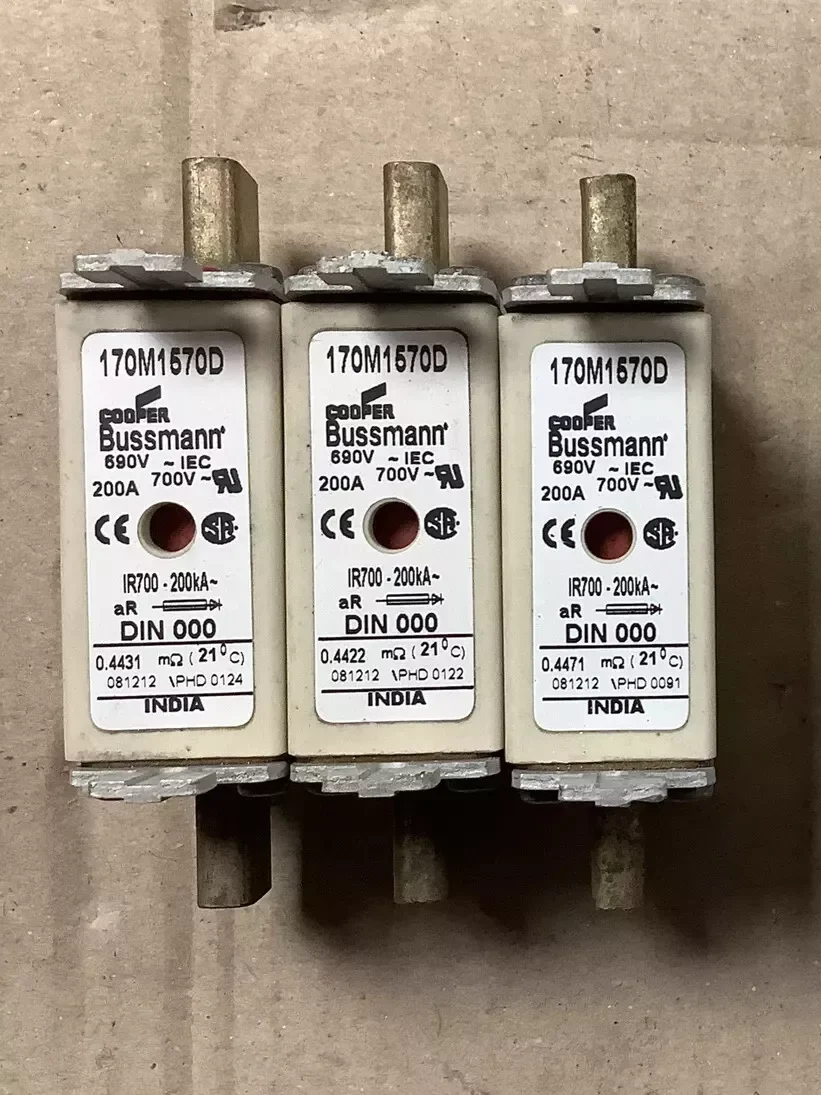 170M1570D
COOPER
Bussmann
690V ~ IEC
200A 700V ~
CE
IR700 - 200kA~
aR
DIN 000
0.4431 mΩ ( 21⁰C)
081212 \PHD 0124
INDIA
170M1570D
COOPER
Bussmann
690V ~ IEC
200A 700V ~
CE
IR700 - 200kA~
aR
DIN 000
0.4422 mΩ ( 21⁰C)
081212 \PHD 0122
INDIA
170M1570D
COOPER
Bussmann
690V ~ IEC
200A 700V ~
CE
IR700 - 200kA~
aR
DIN 000
0.4471 mΩ ( 21⁰C)
081212 \PHD 0091
INDIA